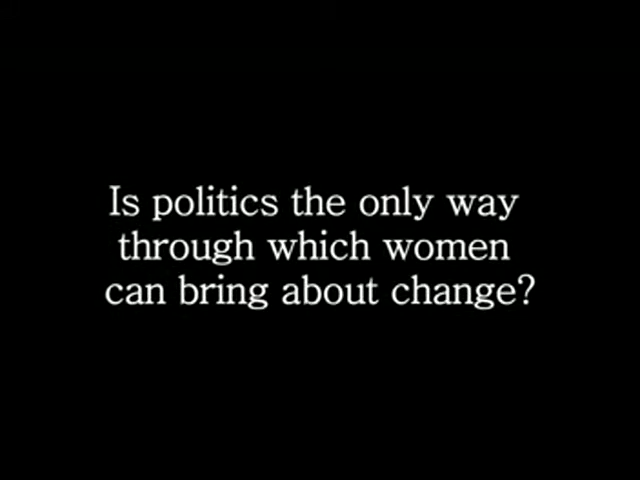 Is politics the only way
through which women
can bring about change?